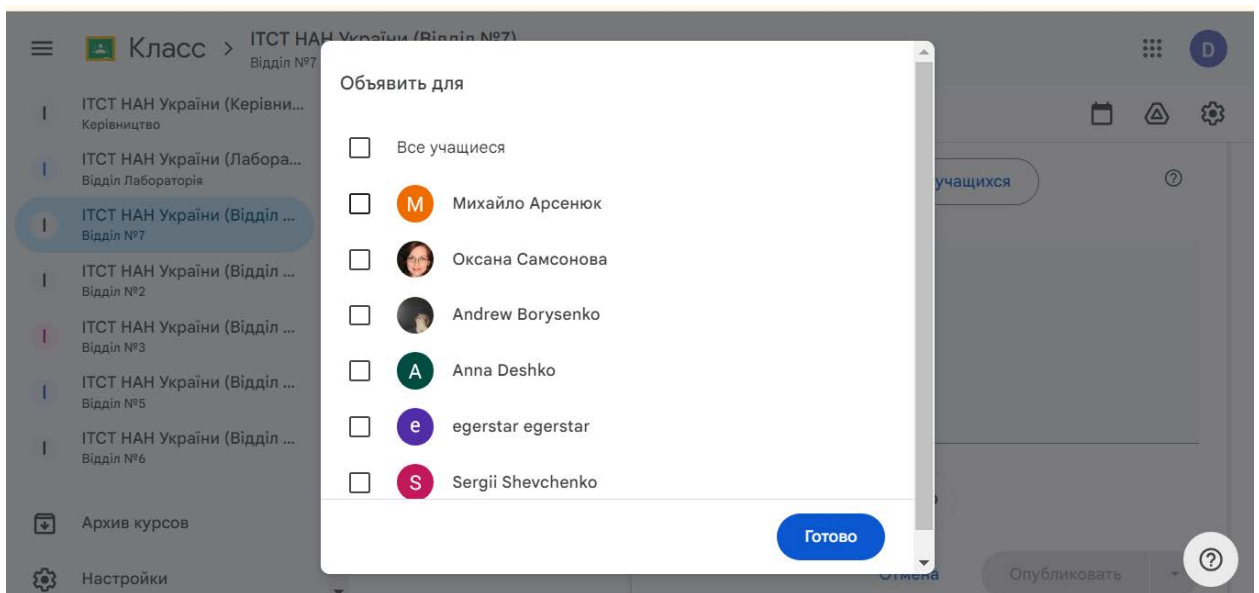 Класс > ІТСТ НАН України (Відділ №7)
Відділ №7
D
І ІТСТ НАН України (Керівни...
Керівництво
І ІТСТ НАН України (Лабора...
Відділ Лабораторія
І ІТСТ НАН України (Відділ ...
Відділ №7
І ІТСТ НАН України (Відділ ...
Відділ №2
І ІТСТ НАН України (Відділ ...
Відділ №3
І ІТСТ НАН України (Відділ ...
Відділ №5
І ІТСТ НАН України (Відділ ...
Відділ №6
Архив курсов
Настройки
Объявить для
Все учащиеся
М Михайло Арсенюк
Оксана Самсонова
Andrew Borysenko
A Anna Deshko
e egerstar egerstar
S Sergii Shevchenko
Готово
учащихся
Отмена
Опубликовать